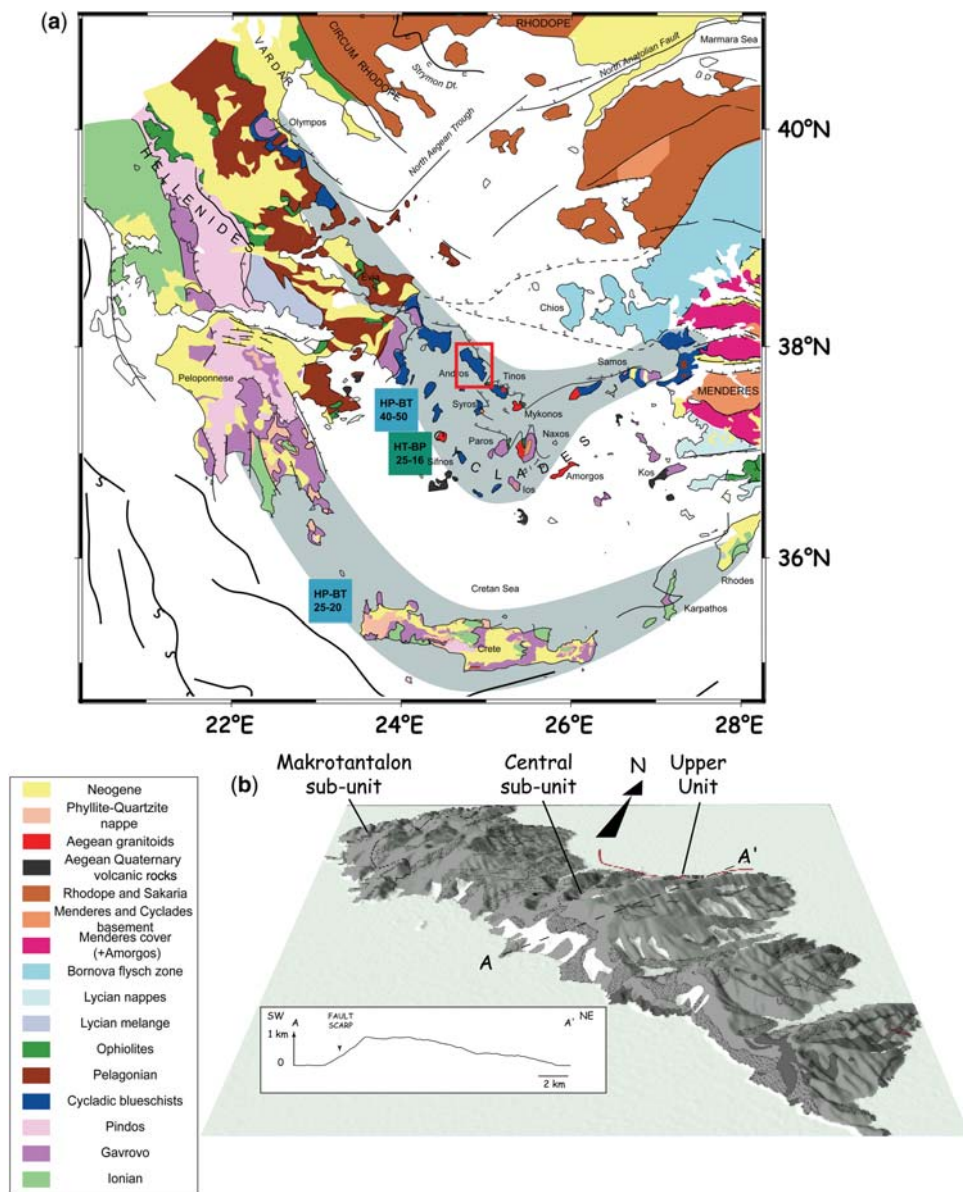 (a)
RHODOPE
Marmara Sea
VARDAR
CIRCUM RHODOPE
Strymon Dt.
North Anatolian Fault
North Aegean Trough
40°N
Olympos
HELLENIDES
Evia
Chios
38°N
Peloponnese
Andros
Tinos
Samos
MENDERES
HP-BT
40-50
Syros
Mykonos
HT-BP
25-16
Paros
Naxos
Sifnos
CYCLADES
Amorgos
Kos
Ios
36°N
Rhodes
Cretan Sea
HP-BT
25-20
Karpathos
Crete
22°E
24°E
26°E
28°E
Neogene
Phyllite-Quartzite
nappe
Aegean granitoids
Aegean Quaternary
volcanic rocks
Rhodope and Sakaria
Menderes and Cyclades
basement
Menderes cover
(+Amorgos)
Bornova flysch zone
Lycian nappes
Lycian melange
Ophiolites
Pelagonian
Cycladic blueschists
Pindos
Gavrovo
Ionian
(b)
Makrotantalon
sub-unit
Central
sub-unit
N
Upper
Unit
A'
A
SW
A
FAULT
SCARP
A' NE
1 km
0
2 km